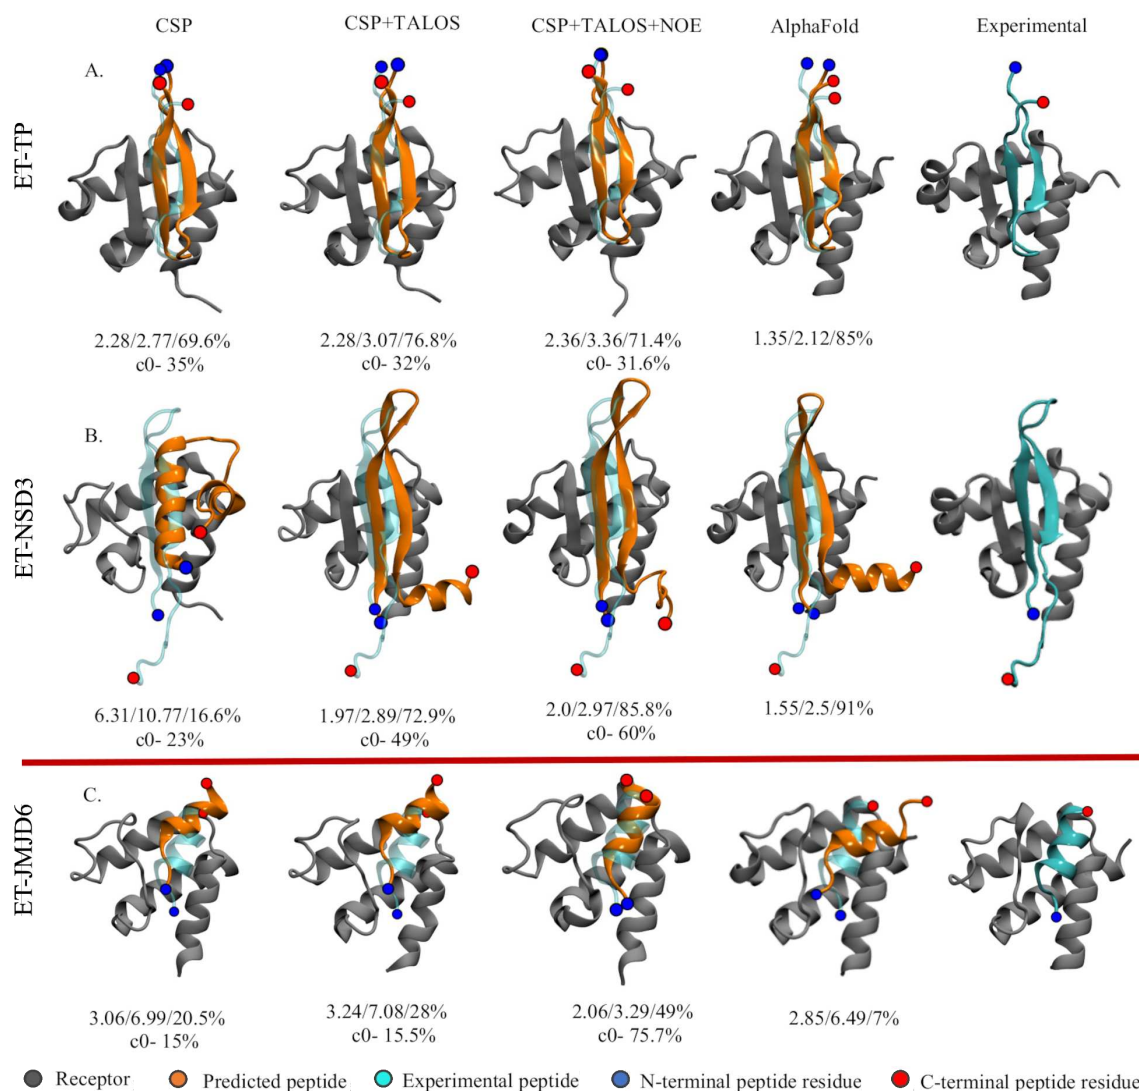 CSP CSP+TALOS CSP+TALOS+NOE AlphaFold Experimental
A.
ET-TP
2.28/2.77/69.6% 2.28/3.07/76.8% 2.36/3.36/71.4% 1.35/2.12/85%
c0- 35% c0- 32% c0- 31.6%
B.
ET-NSD3
6.31/10.77/16.6% 1.97/2.89/72.9% 2.0/2.97/85.8% 1.55/2.5/91%
c0- 23% c0- 49% c0- 60%
C.
ET-JMJD6
3.06/6.99/20.5% 3.24/7.08/28% 2.06/3.29/49% 2.85/6.49/7%
c0- 15% c0- 15.5% c0- 75.7%
Receptor Predicted peptide Experimental peptide N-terminal peptide residue C-terminal peptide residue